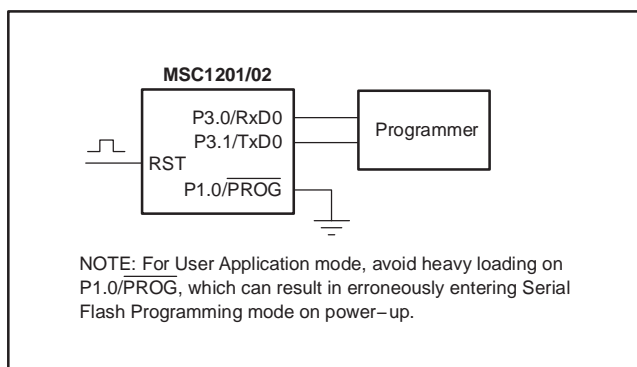 MSC1201/02
P3.0/RxD0
P3.1/TxD0
Programmer
RST
P1.0/PROG
NOTE: For User Application mode, avoid heavy loading on
P1.0/PROG, which can result in erroneously entering Serial
Flash Programming mode on power−up.